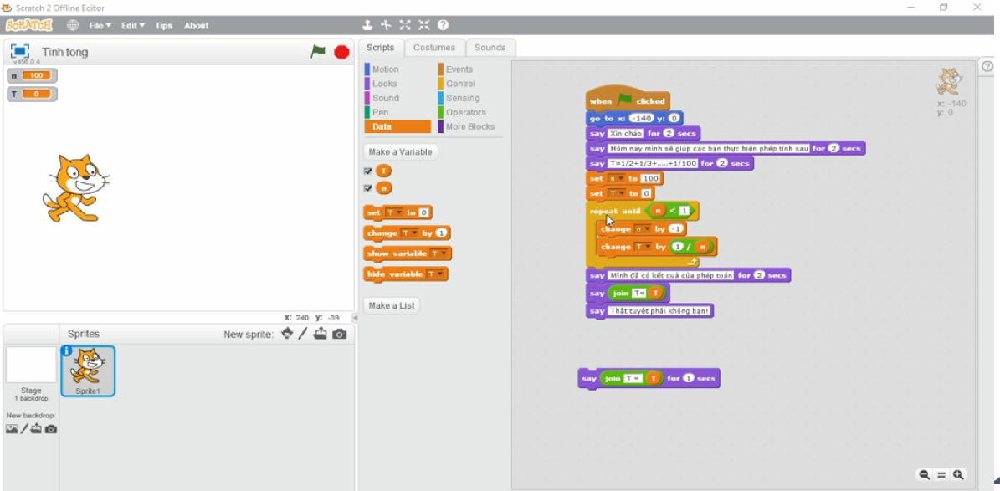 Scratch 2 Offline Editor
SCRATCH File Edit Tips About
Tinh tong
v456.0.4
n 100
T 0
X: 240 y: -39
Sprites New sprite:
Stage
1 backdrop
New backdrop:
Sprite1
Scripts Costumes Sounds
Motion Events
Looks Control
Sound Sensing
Pen Operators
Data More Blocks
Make a Variable
T
n
set T to 0
change T by 1
show variable T
hide variable T
Make a List
when clicked
go to x: -140 y: 0
say Xin chào for 2 secs
say Hôm nay mình sẽ giúp các bạn thực hiện phép tính sau for 2 secs
say T=1/2+1/3+.....+1/100 for 2 secs
set n to 100
set T to 0
repeat until n < 1
change n by -1
change T by 1 / n
say Mình đã có kết quả của phép toán for 2 secs
say join T= T
say Thật tuyệt phải không bạn!
say join T = T for 1 secs
x: -140
y: 0